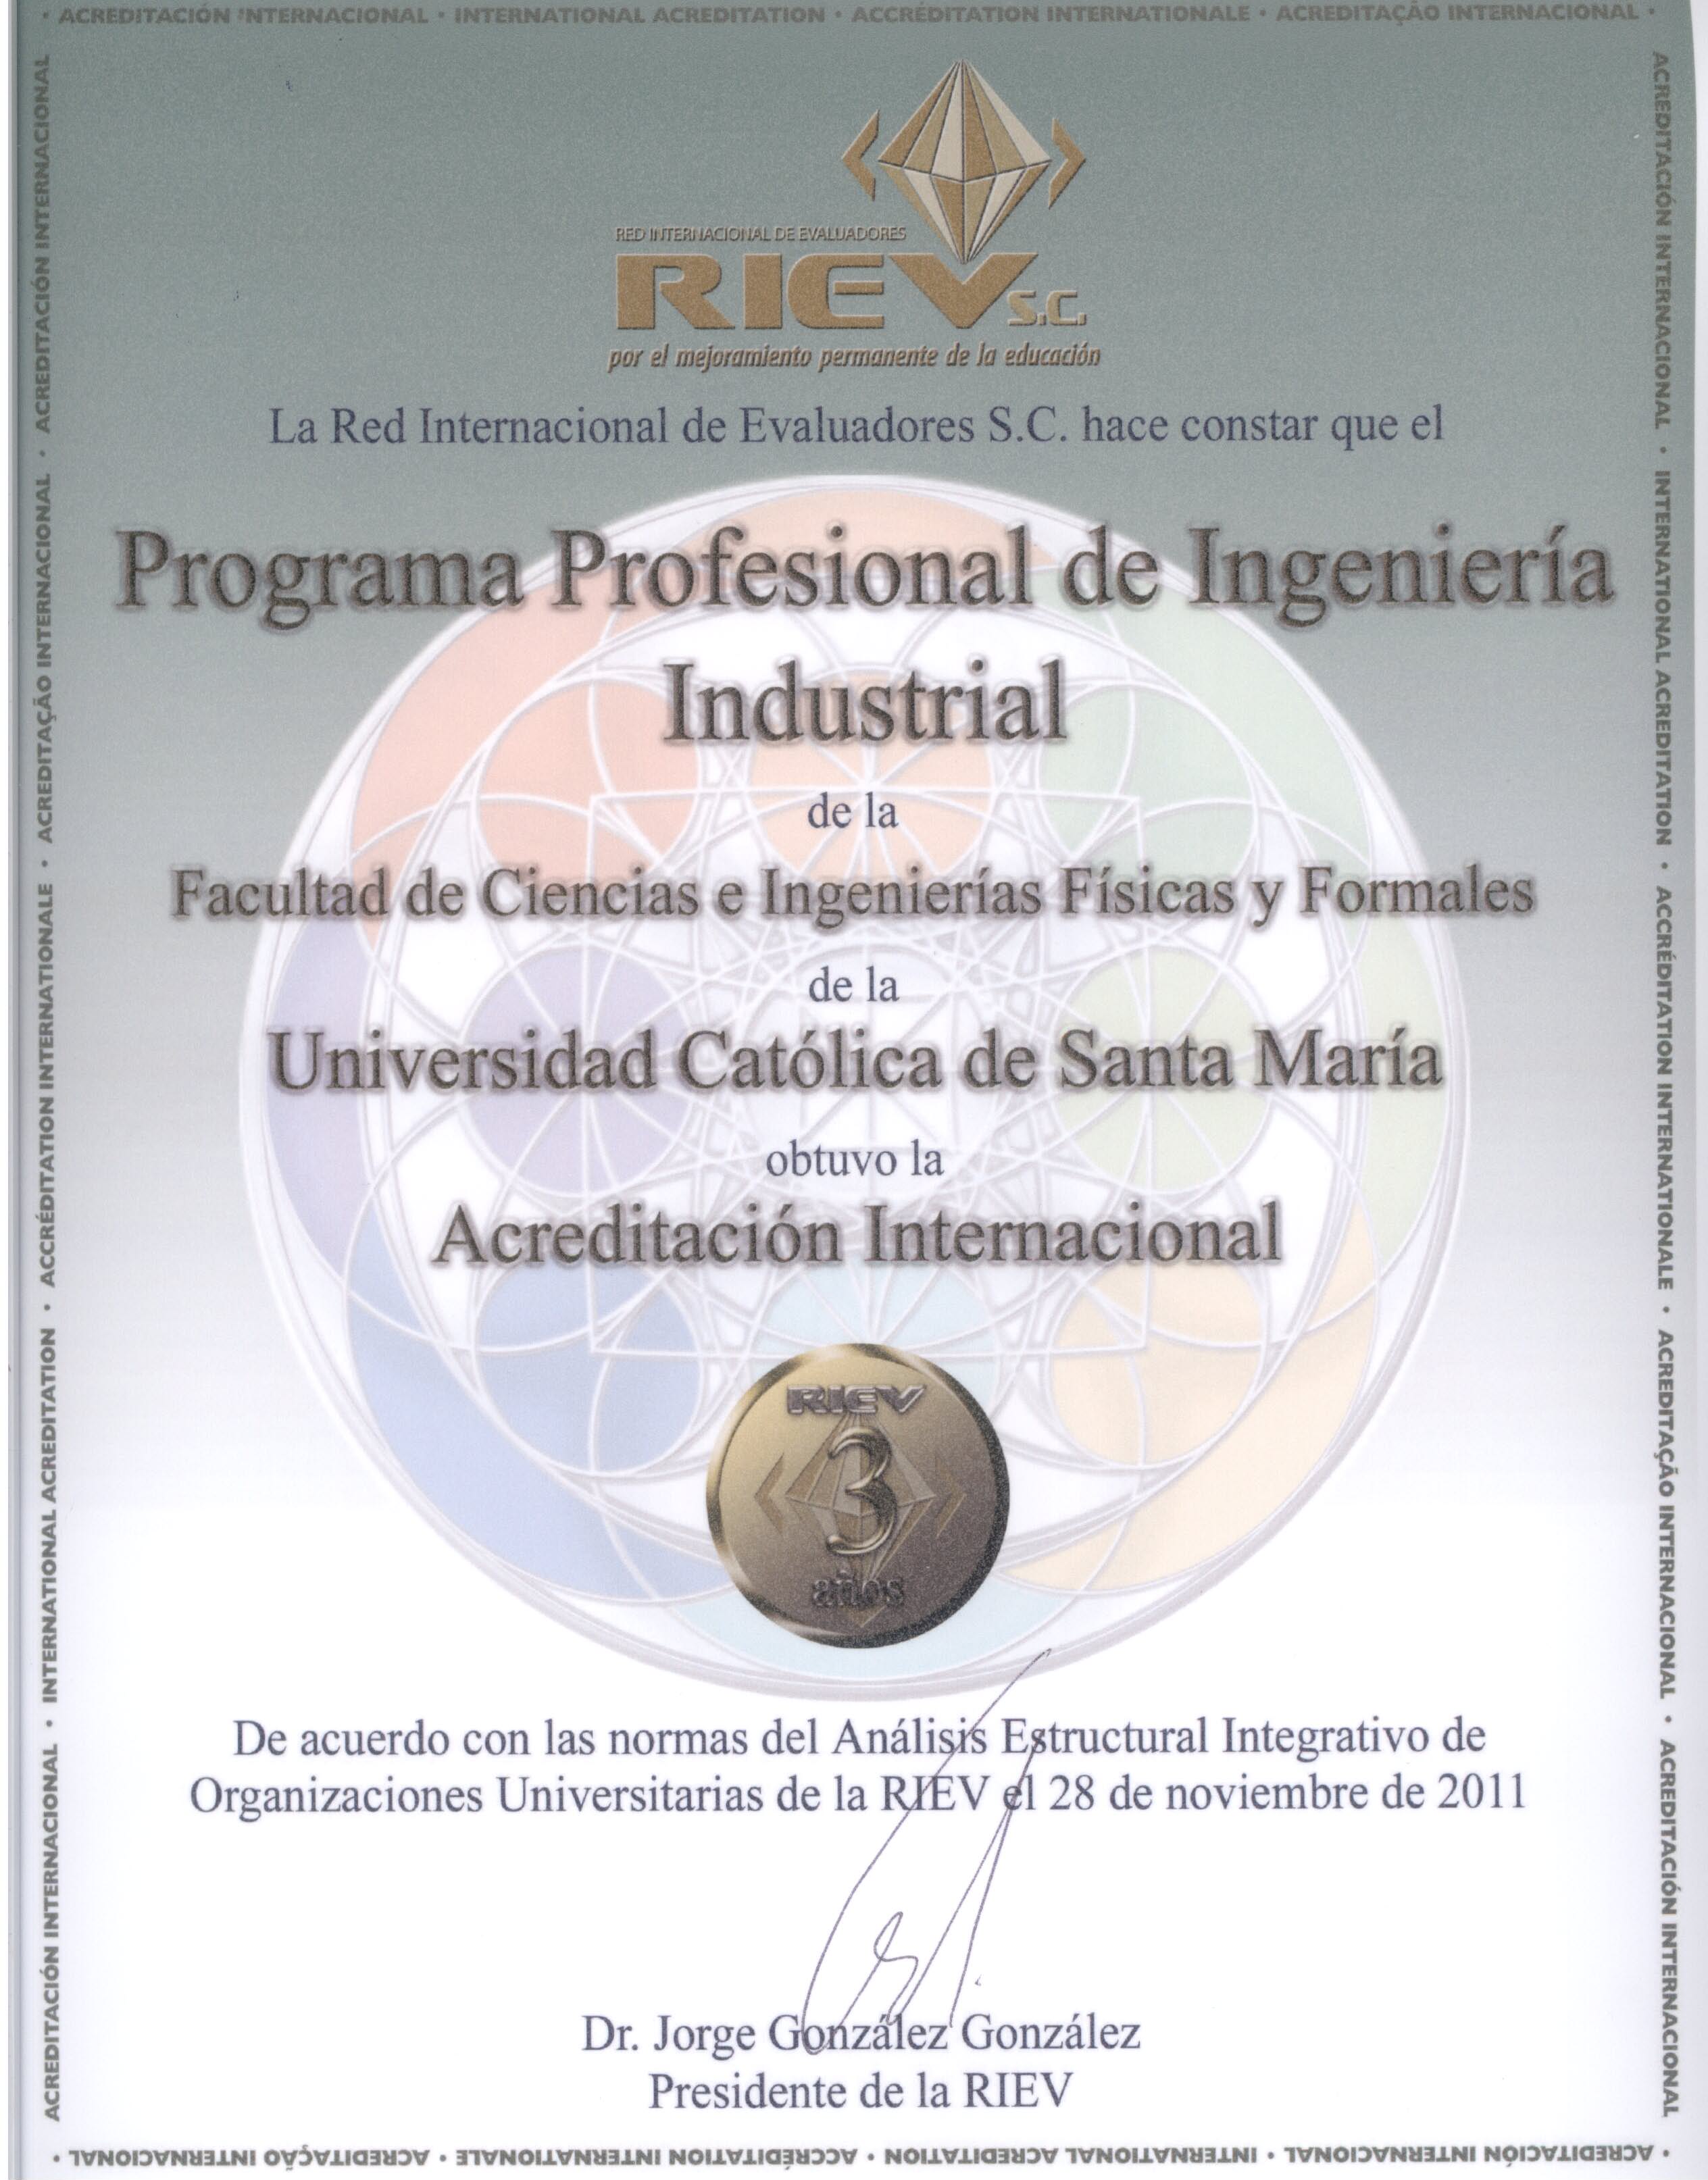 • ACREDITACIÓN INTERNACIONAL • INTERNATIONAL ACREDITATION • ACCRÉDITATION INTERNATIONALE • ACREDITAÇÃO INTERNACIONAL •
RED INTERNACIONAL DE EVALUADORES
RIEV S.C.
por el mejoramiento permanente de la educación
La Red Internacional de Evaluadores S.C. hace constar que el
Programa Profesional de Ingeniería
Industrial
de la
Facultad de Ciencias e Ingenierías Físicas y Formales
de la
Universidad Católica de Santa María
obtuvo la
Acreditación Internacional
RIEV
3
años
De acuerdo con las normas del Análisis Estructural Integrativo de
Organizaciones Universitarias de la RIEV el 28 de noviembre de 2011
Dr. Jorge González González
Presidente de la RIEV
ACREDITACIÓN INTERNACIONAL • INTERNATIONAL ACREDITATION • ACCRÉDITATION INTERNATIONALE • ACREDITAÇÃO INTERNACIONAL • ACREDITACIÓN INTERNACIONAL
ACREDITACIÓN INTERNACIONAL • INTERNATIONAL ACREDITATION • ACCRÉDITATION INTERNATIONALE • ACREDITAÇÃO INTERNACIONAL • ACREDITACIÓN INTERNACIONAL
• ACREDITACIÓN INTERNACIONAL • INTERNATIONAL ACREDITATION • ACCRÉDITATION INTERNATIONALE • ACREDITAÇÃO INTERNACIONAL •